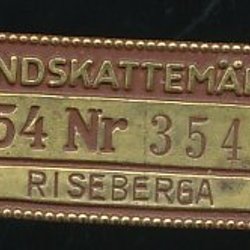 NDSKATTEMÄ
54 Nr 354
RISEBERGA